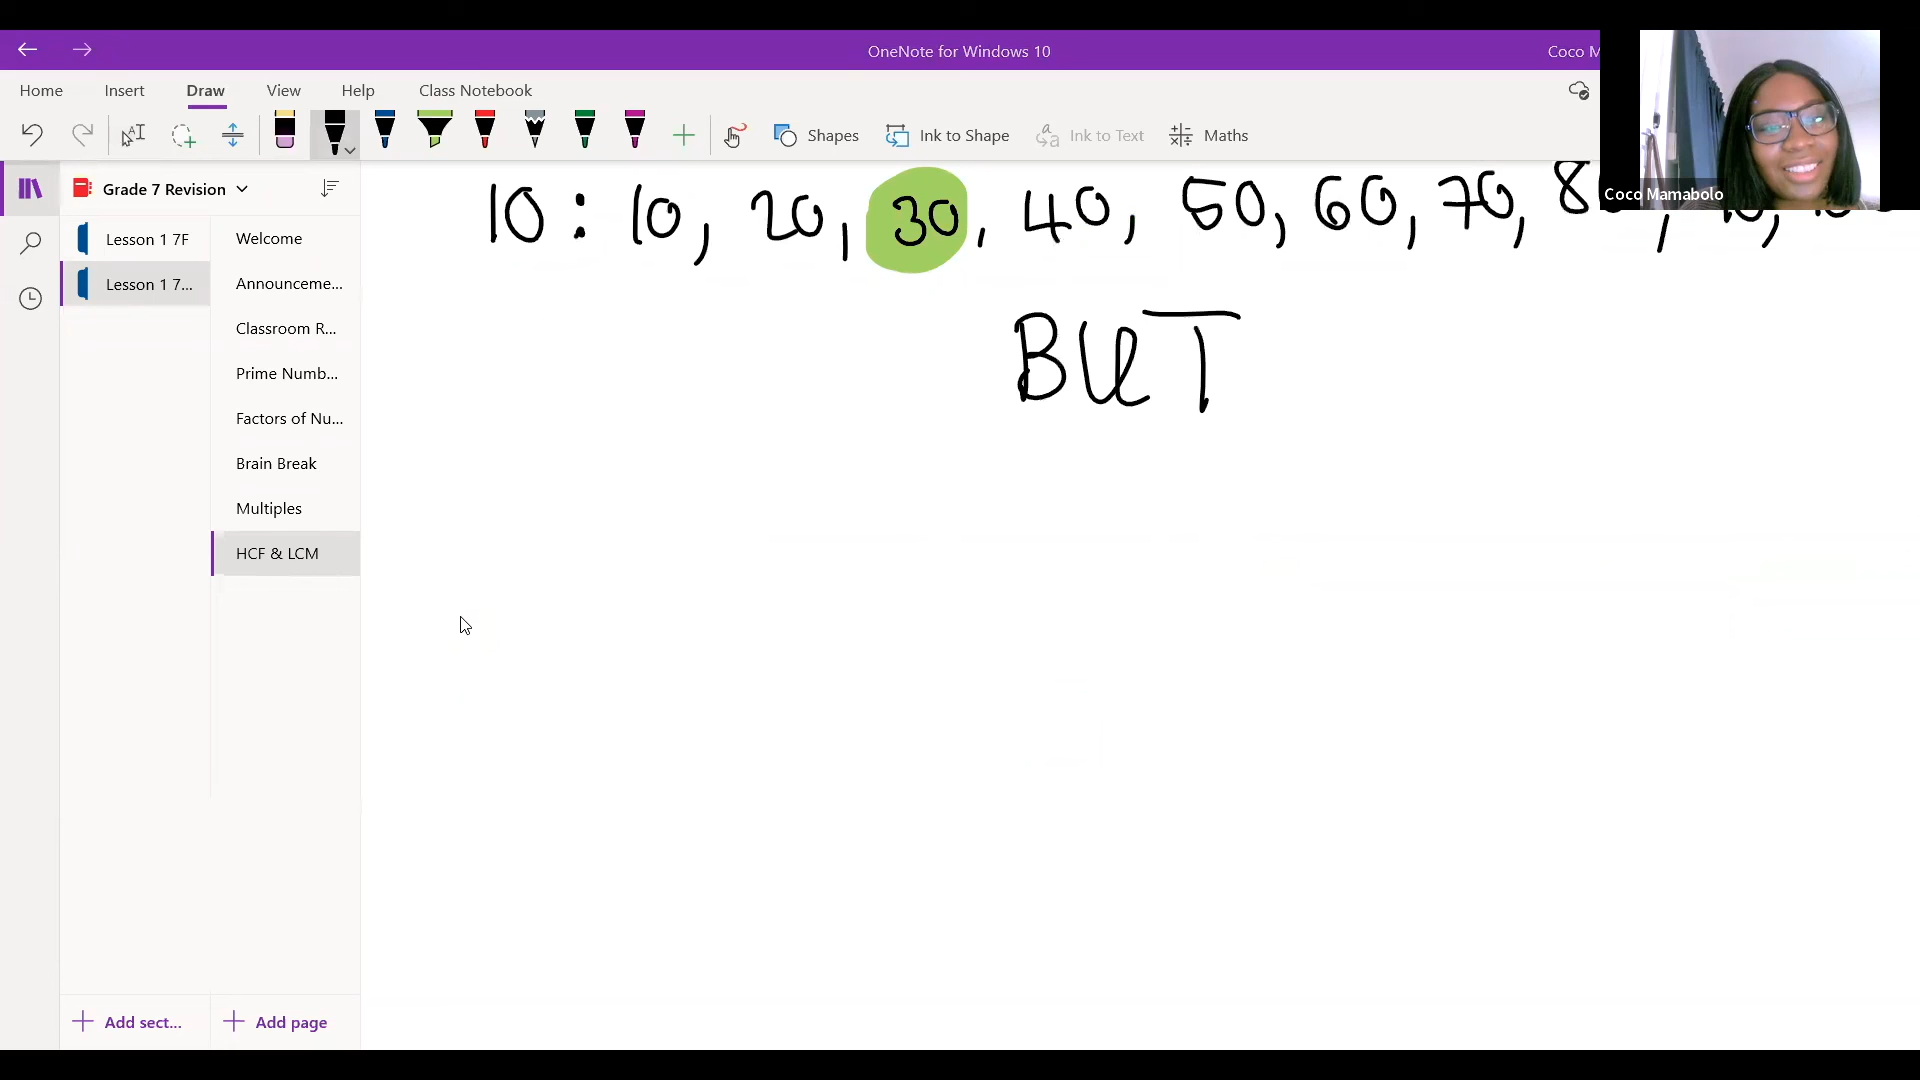 OneNote for Windows 10
Coco M
Home Insert Draw View Help Class Notebook
Shapes Ink to Shape Ink to Text Maths
Coco Mamabolo
Grade 7 Revision
Lesson 1 7F
Lesson 1 7...
Welcome
Announceme...
Classroom R...
Prime Numb...
Factors of Nu...
Brain Break
Multiples
HCF & LCM
10 : 10, 20, 30, 40, 50, 60, 70,
BUT
Add sect...
Add page